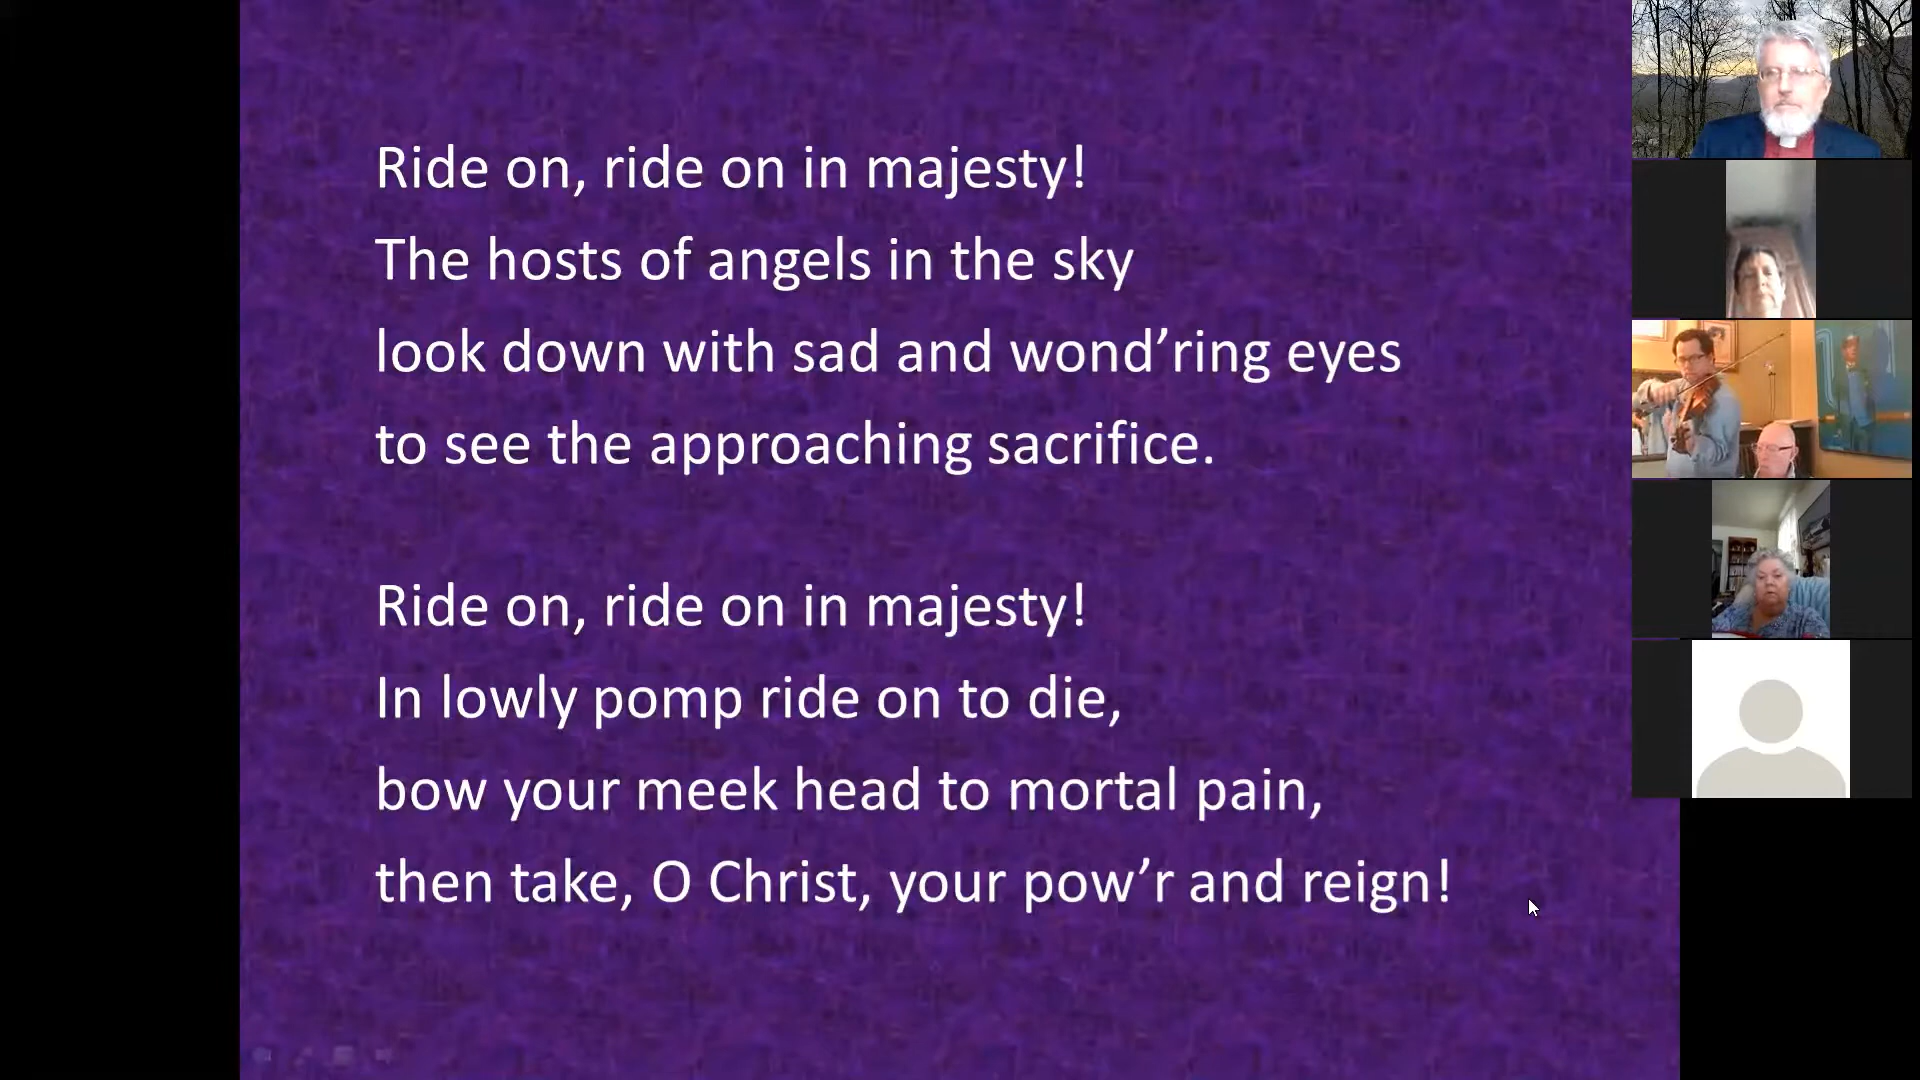 Ride on, ride on in majesty!
The hosts of angels in the sky
look down with sad and wond’ring eyes
to see the approaching sacrifice.
Ride on, ride on in majesty!
In lowly pomp ride on to die,
bow your meek head to mortal pain,
then take, O Christ, your pow’r and reign!